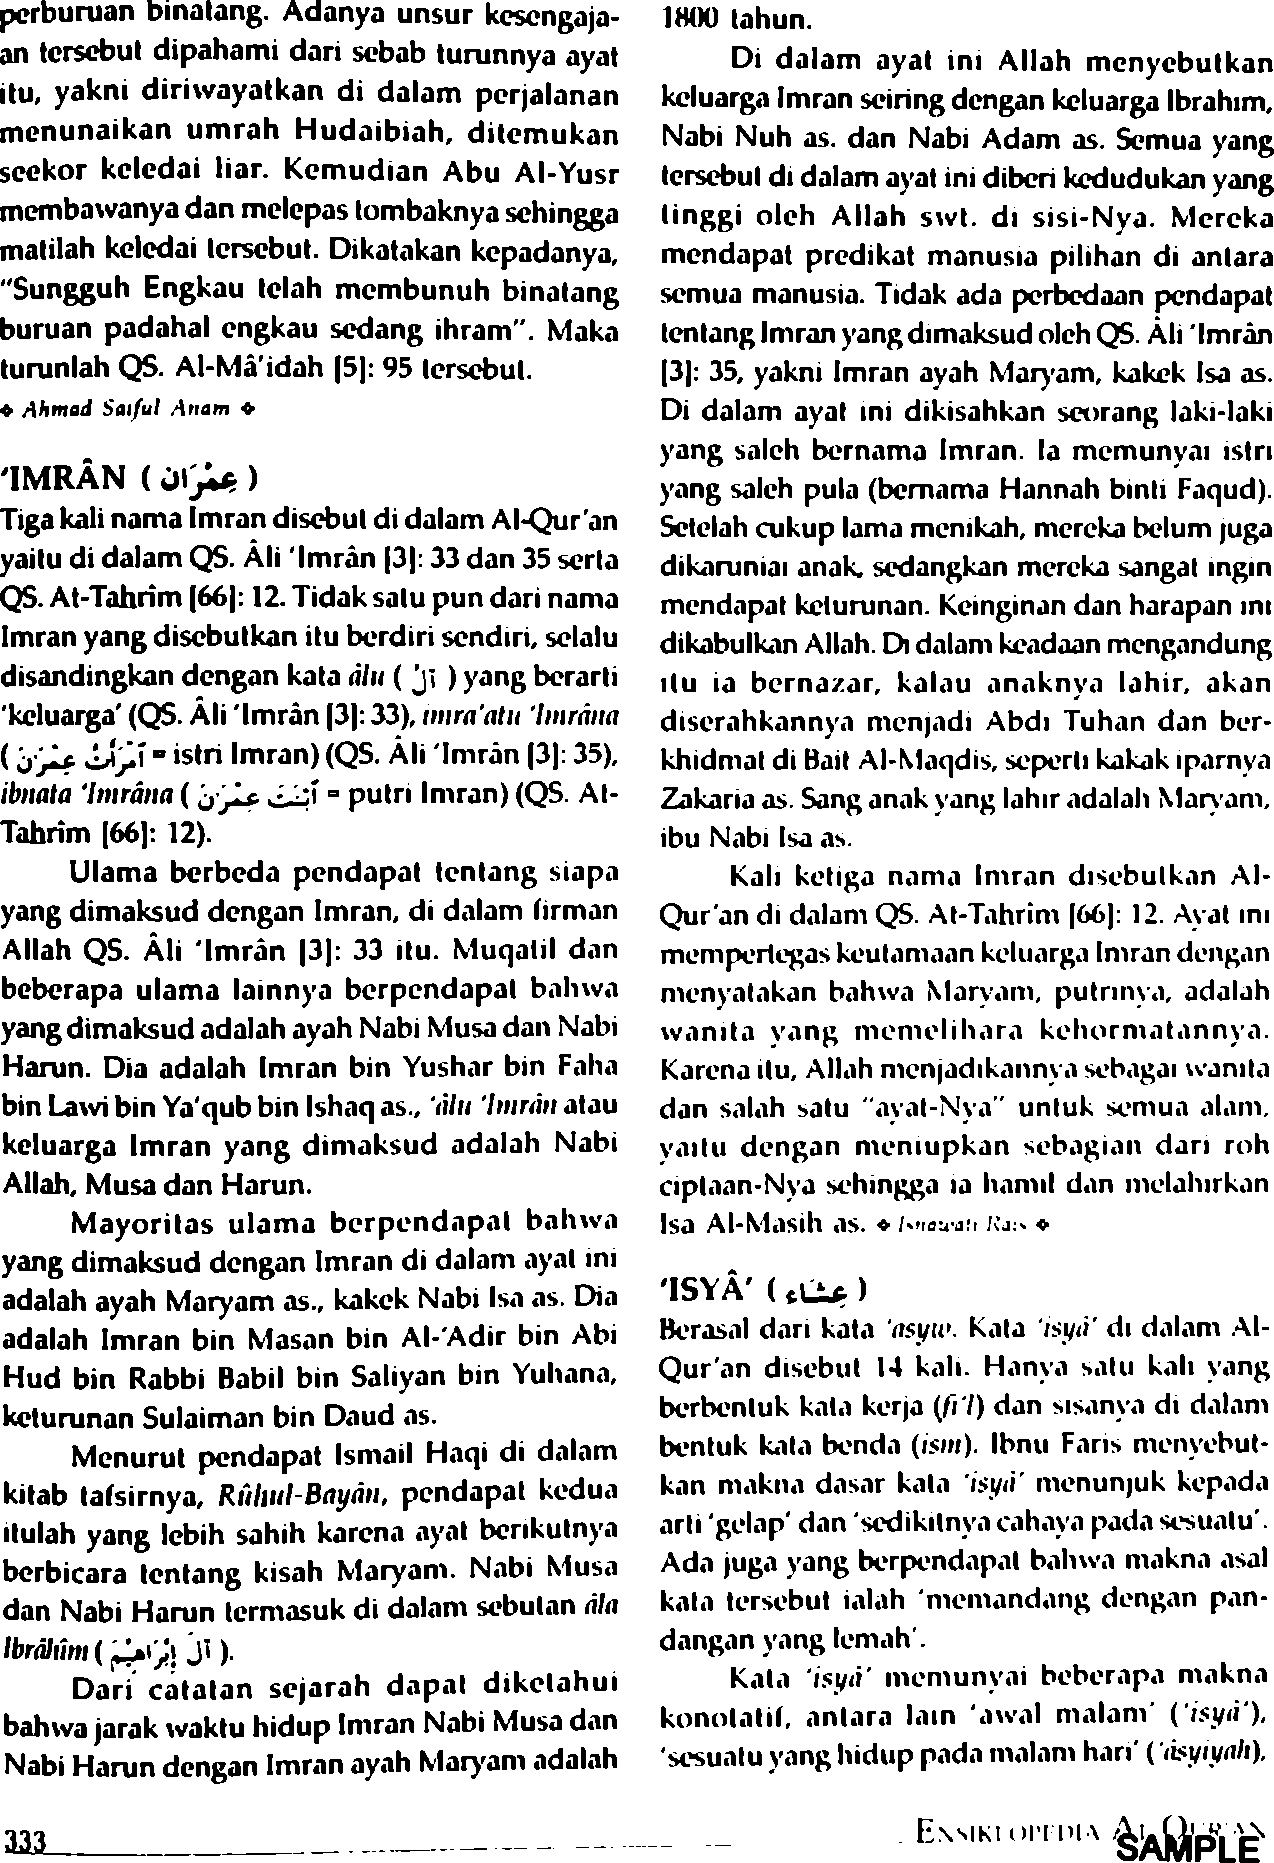 perburuan binatang. Adanya unsur kesengaja-
an tersebut dipahami dari sebab turunnya ayat
itu, yakni diriwayatkan di dalam perjalanan
menunaikan umrah Hudaibiah, ditemukan
seekor keledai liar. Kemudian Abu Al-Yusr
membawanya dan melepas tombaknya sehingga
matilah keledai tersebut. Dikatakan kepadanya,
"Sungguh Engkau telah membunuh binatang
buruan padahal engkau sedang ihram". Maka
turunlah QS. Al-Mâ'idah [5]: 95 tersebut.
❖ Ahmad Saiful Anam ❖
'IMRÂN ( عِمْرَان )
Tiga kali nama Imran disebut di dalam Al-Qur'an
yaitu di dalam QS. Âli 'Imrân [3]: 33 dan 35 serta
QS. At-Tahrîm [66]: 12. Tidak satu pun dari nama
Imran yang disebutkan itu berdiri sendiri, selalu
disandingkan dengan kata âlu ( آلُ ) yang berarti
'keluarga' (QS. Âli 'Imrân [3]: 33), imra'atu 'Imrâna
( = istri Imran) (QS. Âli 'Imrân [3]: 35),
ibnata 'Imrâna ( = putri Imran) (QS. At-
Tahrîm [66]: 12).
Ulama berbeda pendapat tentang siapa
yang dimaksud dengan Imran, di dalam firman
Allah QS. Âli 'Imrân [3]: 33 itu. Muqatil dan
beberapa ulama lainnya berpendapat bahwa
yang dimaksud adalah ayah Nabi Musa dan Nabi
Harun. Dia adalah Imran bin Yushar bin Faha
bin Lawi bin Ya'qub bin Ishaq as., 'âlu 'Imrân atau
keluarga Imran yang dimaksud adalah Nabi
Allah, Musa dan Harun.
Mayoritas ulama berpendapat bahwa
yang dimaksud dengan Imran di dalam ayat ini
adalah ayah Maryam as., kakek Nabi Isa as. Dia
adalah Imran bin Masan bin Al-'Adir bin Abi
Hud bin Rabbi Babil bin Saliyan bin Yuhana,
keturunan Sulaiman bin Daud as.
Menurut pendapat Ismail Haqi di dalam
kitab tafsirnya, Rûhul-Bayân, pendapat kedua
itulah yang lebih sahih karena ayat berikutnya
berbicara tentang kisah Maryam. Nabi Musa
dan Nabi Harun termasuk di dalam sebutan âla
Ibrâhîm ( آلَ إِبْرَاهِيْمَ ).
Dari catatan sejarah dapat diketahui
bahwa jarak waktu hidup Imran Nabi Musa dan
Nabi Harun dengan Imran ayah Maryam adalah
1800 tahun.
Di dalam ayat ini Allah menyebutkan
keluarga Imran seiring dengan keluarga Ibrahim,
Nabi Nuh as. dan Nabi Adam as. Semua yang
tersebut di dalam ayat ini diberi kedudukan yang
tinggi oleh Allah swt. di sisi-Nya. Mereka
mendapat predikat manusia pilihan di antara
semua manusia. Tidak ada perbedaan pendapat
tentang Imran yang dimaksud oleh QS. Âli 'Imrân
[3]: 35, yakni Imran ayah Maryam, kakek Isa as.
Di dalam ayat ini dikisahkan seorang laki-laki
yang saleh bernama Imran. Ia memunyai istri
yang saleh pula (bernama Hannah binti Faqud).
Setelah cukup lama menikah, mereka belum juga
dikaruniai anak, sedangkan mereka sangat ingin
mendapat keturunan. Keinginan dan harapan ini
dikabulkan Allah. Di dalam keadaan mengandung
itu ia bernazar, kalau anaknya lahir, akan
diserahkannya menjadi Abdi Tuhan dan ber-
khidmat di Bait Al-Maqdis, seperti kakak iparnya
Zakaria as. Sang anak yang lahir adalah Maryam,
ibu Nabi Isa as.
Kali ketiga nama Imran disebutkan Al-
Qur'an di dalam QS. At-Tahrîm [66]: 12. Ayat ini
mempertegas keutamaan keluarga Imran dengan
menyatakan bahwa Maryam, putrinya, adalah
wanita yang memelihara kehormatannya.
Karena itu, Allah menjadikannya sebagai wanita
dan salah satu "ayat-Nya" untuk semua alam,
yaitu dengan meniupkan sebagian dari roh
ciptaan-Nya sehingga ia hamil dan melahirkan
Isa Al-Masih as. ❖ Isnawati Rais ❖
'ISYÂ' ( عِشَاء )
Berasal dari kata 'asyw. Kata 'isyâ' di dalam Al-
Qur'an disebut 14 kali. Hanya satu kali yang
berbentuk kata kerja (fi'l) dan sisanya di dalam
bentuk kata benda (ism). Ibnu Faris menyebut-
kan makna dasar kata 'isyâ' menunjuk kepada
arti 'gelap' dan 'sedikitnya cahaya pada sesuatu'.
Ada juga yang berpendapat bahwa makna asal
kata tersebut ialah 'memandang dengan pan-
dangan yang lemah'.
Kata 'isyâ' memunyai beberapa makna
konotatif, antara lain 'awal malam' ('isyâ'),
'sesuatu yang hidup pada malam hari' ('âsyiyah),
333
ENSIKLOPEDIA AL-QUR'AN
SAMPLE